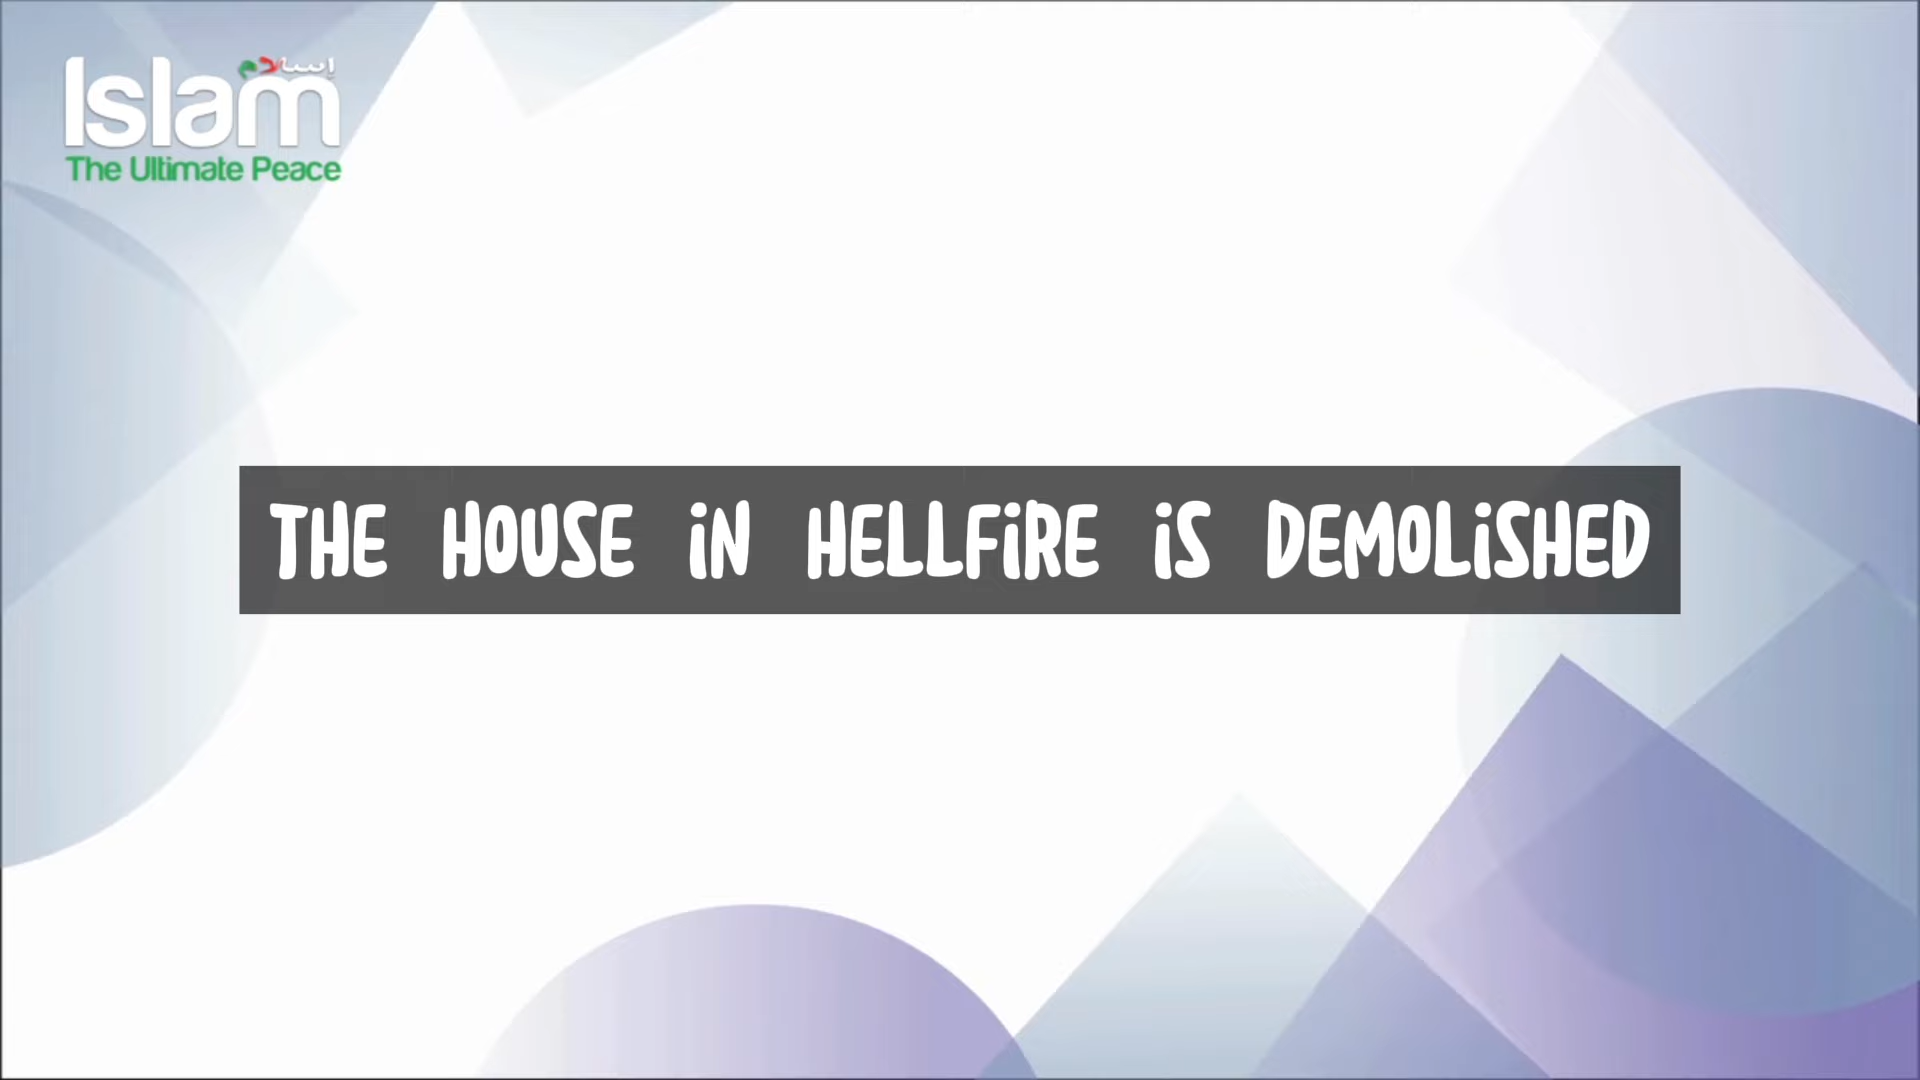 إسلام
Islam
The Ultimate Peace
THE HOUSE iN HELLFiRE iS DEMOLiSHED